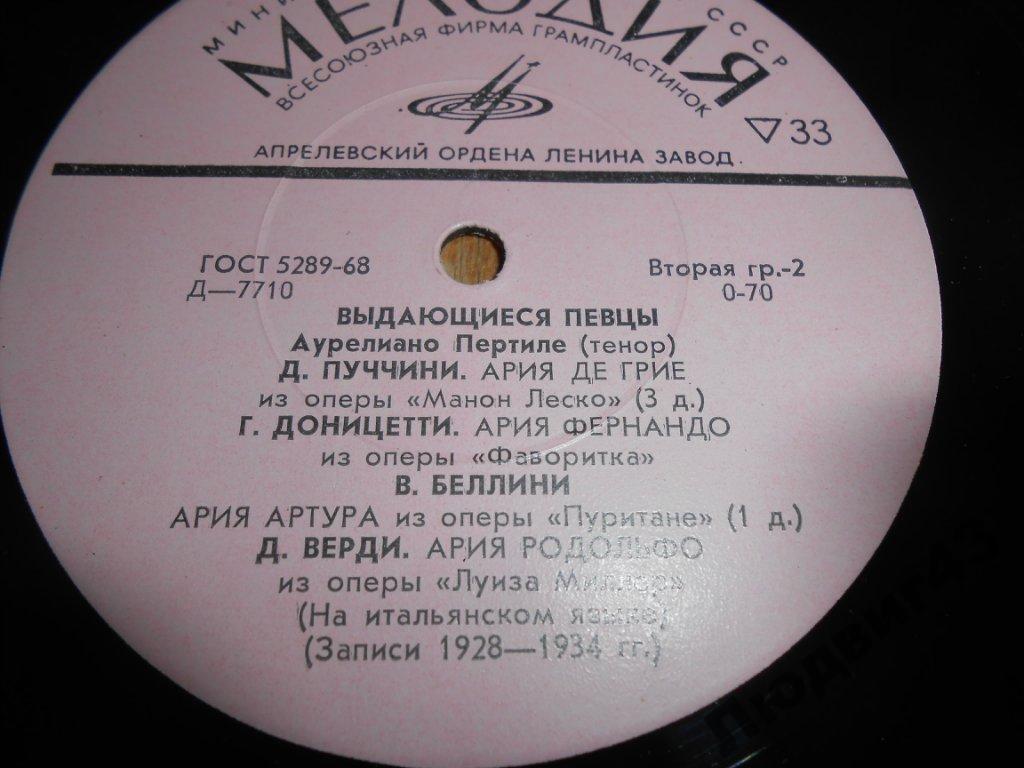 СССР
МЕЛОДИЯ
ВСЕСОЮЗНАЯ ФИРМА ГРАМПЛАСТИНОК
33
АПРЕЛЕВСКИЙ ОРДЕНА ЛЕНИНА ЗАВОД
ГОСТ 5289-68
Вторая гр.-2
Д—7710
0-70
ВЫДАЮЩИЕСЯ ПЕВЦЫ
Аурелиано Пертиле (тенор)
Д. ПУЧЧИНИ. АРИЯ ДЕ ГРИЕ
из оперы «Манон Леско» (3 д.)
Г. ДОНИЦЕТТИ. АРИЯ ФЕРНАНДО
из оперы «Фаворитка»
В. БЕЛЛИНИ
АРИЯ АРТУРА из оперы «Пуритане» (1 д.)
Д. ВЕРДИ. АРИЯ РОДОЛЬФО
из оперы «Луиза Миллер»
(На итальянском языке)
(Записи 1928—1934 гг.)
Людвиг43